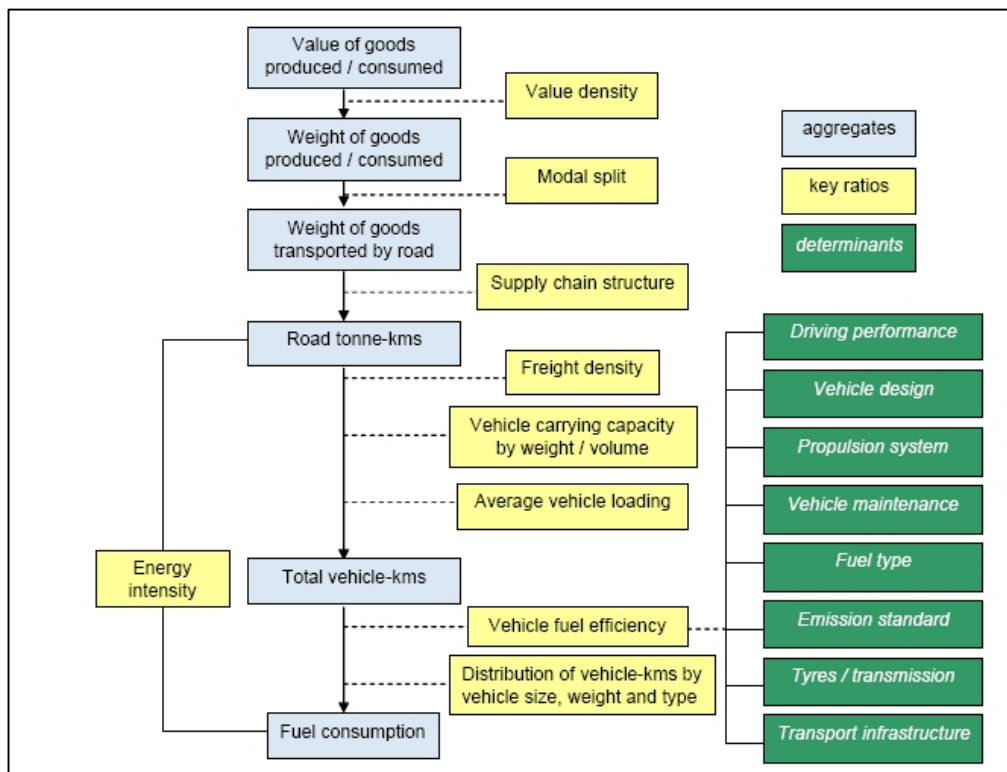 Value of goods
produced / consumed
Value density
Weight of goods
produced / consumed
Modal split
Weight of goods
transported by road
Supply chain structure
Road tonne-kms
Freight density
Vehicle carrying capacity
by weight / volume
Average vehicle loading
Energy
intensity
Total vehicle-kms
Vehicle fuel efficiency
Distribution of vehicle-kms by
vehicle size, weight and type
Fuel consumption
aggregates
key ratios
determinants
Driving performance
Vehicle design
Propulsion system
Vehicle maintenance
Fuel type
Emission standard
Tyres / transmission
Transport infrastructure